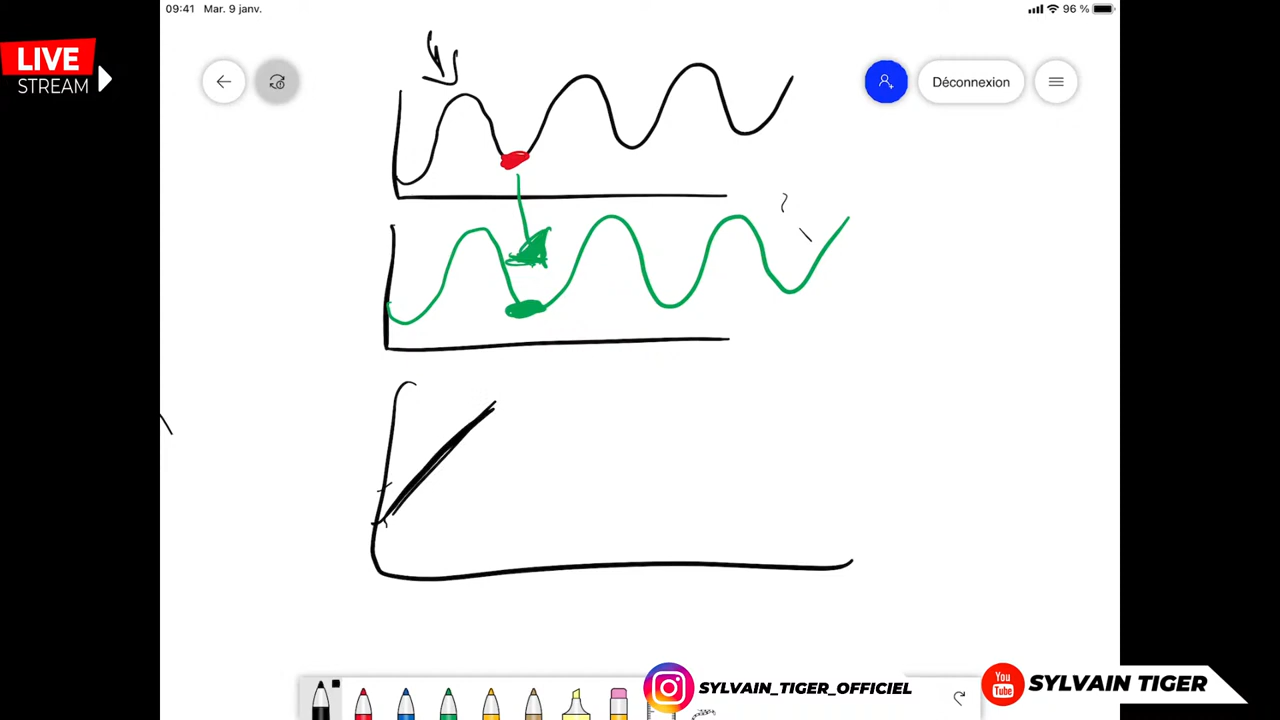 09:41 Mar. 9 janv.
96 %
LIVE
STREAM
Déconnexion
?
SYLVAIN_TIGER_OFFICIEL
You
Tube
SYLVAIN TIGER